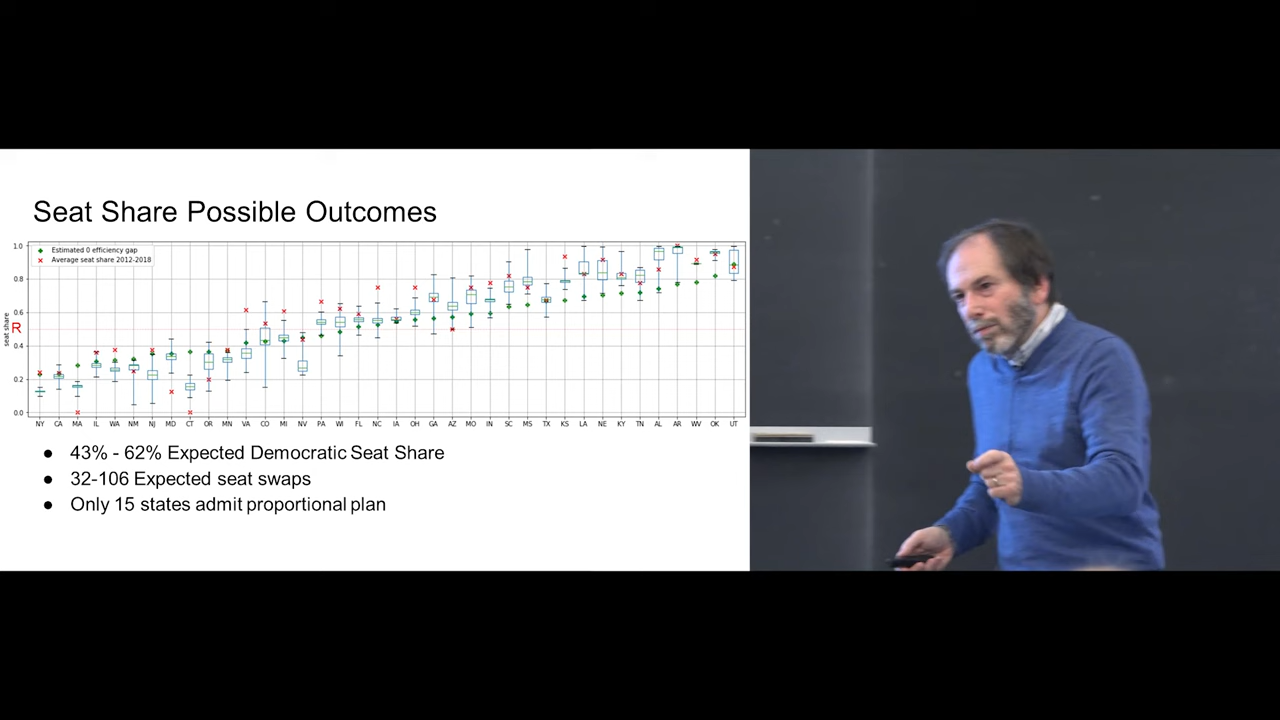 Seat Share Possible Outcomes
Estimated 0 efficiency gap
Average seat share 2012-2018
1.0
0.8
0.6
0.4
0.2
0.0
seat share
R
NY CA MA IL WA NM NJ MD CT OR MN VA CO MI NV PA WI FL NC IA OH GA AZ MO IN SC MS TX KS LA NE KY TN AL AR WV OK UT
● 43% - 62% Expected Democratic Seat Share
● 32-106 Expected seat swaps
● Only 15 states admit proportional plan